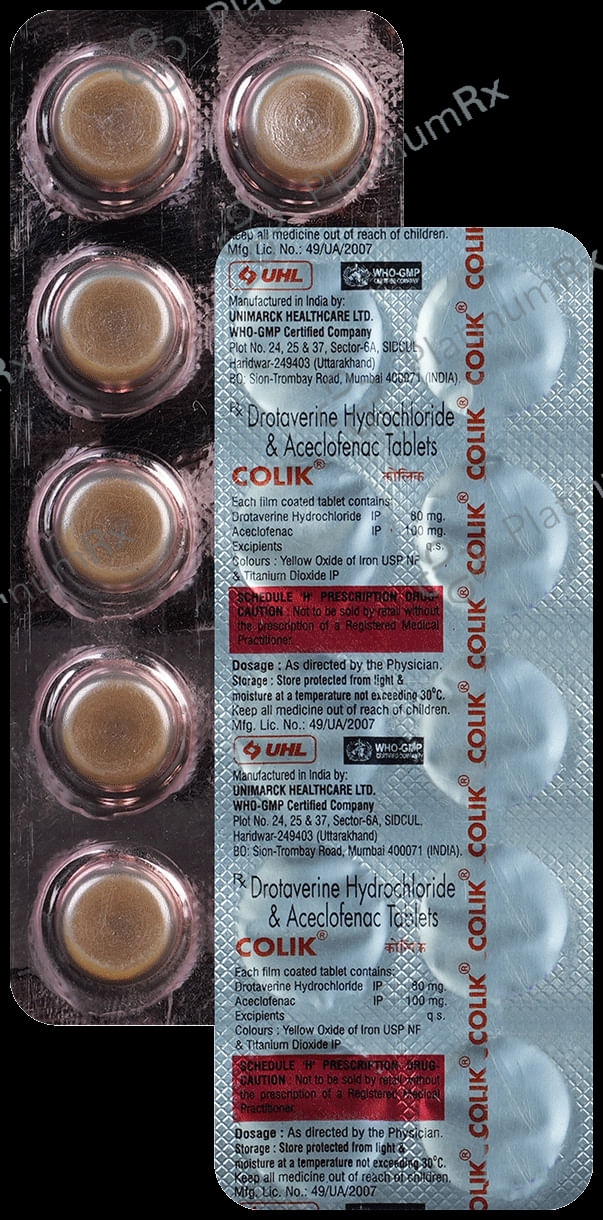 PlatinumRx
Keep all medicine out of reach of children.
Mfg. Lic. No.: 49/UA/2007
UHL
WHO-GMP
CERTIFIED COMPANY
Manufactured in India by:
UNIMARCK HEALTHCARE LTD.
WHO-GMP Certified Company
Plot No. 24, 25 & 37, Sector-6A, SIDCUL,
Haridwar-249403 (Uttarakhand)
BO: Sion-Trombay Road, Mumbai 400071 (INDIA).
Rx Drotaverine Hydrochloride
& Aceclofenac Tablets
COLIK® कोलिक
Each film coated tablet contains:
Drotaverine Hydrochloride IP 80 mg.
Aceclofenac IP 100 mg.
Excipients q.s.
Colours : Yellow Oxide of Iron USP NF
& Titanium Dioxide IP
SCHEDULE 'H' PRESCRIPTION DRUG-
CAUTION : Not to be sold by retail without
the prescription of a Registered Medical
Practitioner.
Dosage : As directed by the Physician.
Storage : Store protected from light &
moisture at a temperature not exceeding 30°C.
Keep all medicine out of reach of children.
Mfg. Lic. No.: 49/UA/2007
UHL
WHO-GMP
CERTIFIED COMPANY
Manufactured in India by:
UNIMARCK HEALTHCARE LTD.
WHO-GMP Certified Company
Plot No. 24, 25 & 37, Sector-6A, SIDCUL,
Haridwar-249403 (Uttarakhand)
BO: Sion-Trombay Road, Mumbai 400071 (INDIA).
Rx Drotaverine Hydrochloride
& Aceclofenac Tablets
COLIK® कोलिक
Each film coated tablet contains:
Drotaverine Hydrochloride IP 80 mg.
Aceclofenac IP 100 mg.
Excipients q.s.
Colours : Yellow Oxide of Iron USP NF
& Titanium Dioxide IP
SCHEDULE 'H' PRESCRIPTION DRUG-
CAUTION : Not to be sold by retail without
the prescription of a Registered Medical
Practitioner.
Dosage : As directed by the Physician.
Storage : Store protected from light &
moisture at a temperature not exceeding 30°C.
Keep all medicine out of reach of children.
Mfg. Lic. No.: 49/UA/2007
COLIK® COLIK® COLIK® COLIK® COLIK® COLIK® COLIK® COLIK® COLIK® COLIK®